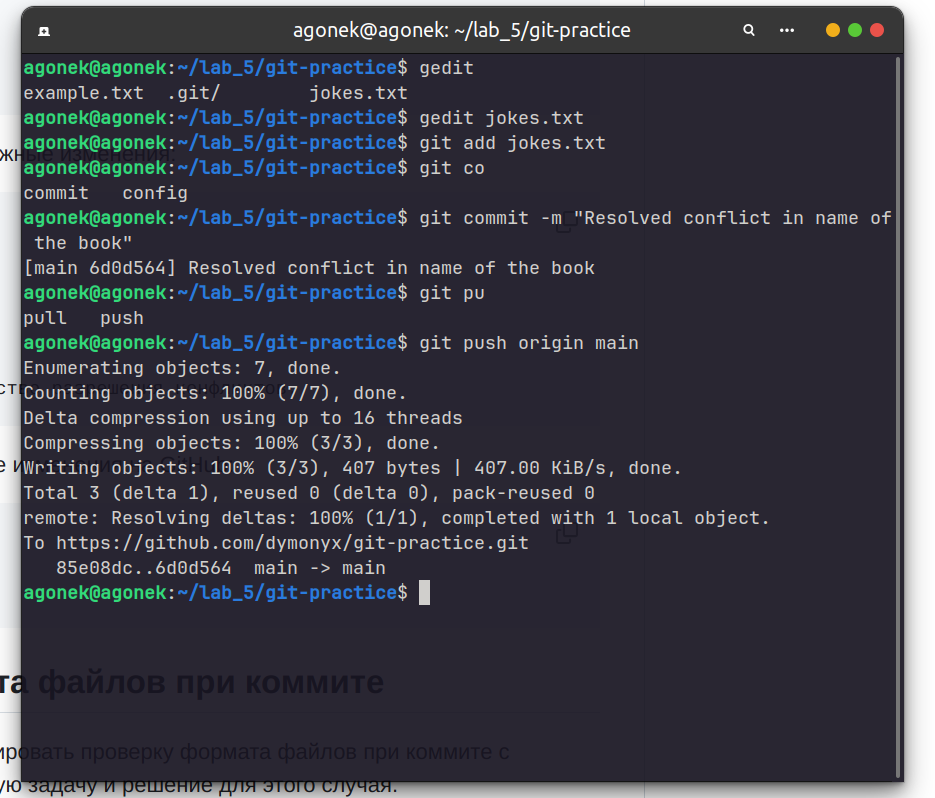 agonek@agonek: ~/lab_5/git-practice
agonek@agonek:~/lab_5/git-practice$ gedit
example.txt .git/ jokes.txt
agonek@agonek:~/lab_5/git-practice$ gedit jokes.txt
agonek@agonek:~/lab_5/git-practice$ git add jokes.txt
agonek@agonek:~/lab_5/git-practice$ git co
commit config
agonek@agonek:~/lab_5/git-practice$ git commit -m "Resolved conflict in name of
the book"
[main 6d0d564] Resolved conflict in name of the book
agonek@agonek:~/lab_5/git-practice$ git pu
pull push
agonek@agonek:~/lab_5/git-practice$ git push origin main
Enumerating objects: 7, done.
Counting objects: 100% (7/7), done.
Delta compression using up to 16 threads
Compressing objects: 100% (3/3), done.
Writing objects: 100% (3/3), 407 bytes | 407.00 KiB/s, done.
Total 3 (delta 1), reused 0 (delta 0), pack-reused 0
remote: Resolving deltas: 100% (1/1), completed with 1 local object.
To https://github.com/dymonyx/git-practice.git
85e08dc..6d0d564 main -> main
agonek@agonek:~/lab_5/git-practice$
файлов при коммите
проверку формата файлов при коммите с
задачу и решение для этого случая.